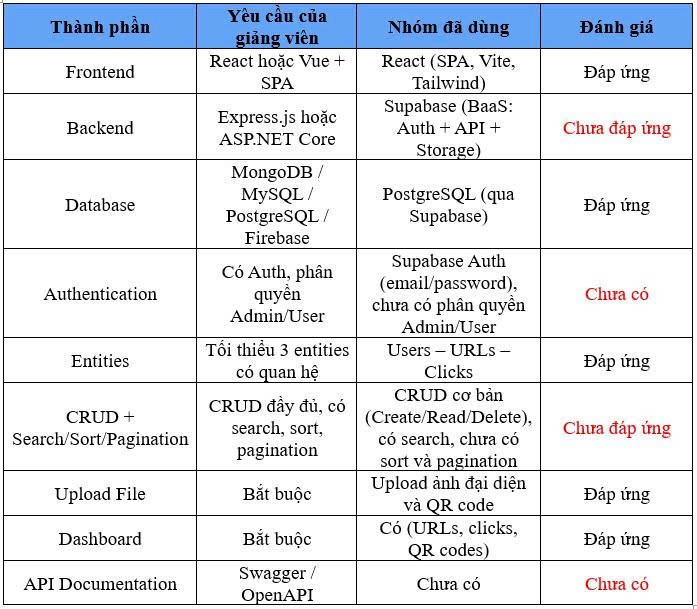 Thành phần
Yêu cầu của
giảng viên
Nhóm đã dùng
Đánh giá
Frontend
React hoặc Vue +
SPA
React (SPA, Vite,
Tailwind)
Đáp ứng
Backend
Express.js hoặc
ASP.NET Core
Supabase (BaaS:
Auth + API +
Storage)
Chưa đáp ứng
Database
MongoDB /
MySQL /
PostgreSQL /
Firebase
PostgreSQL (qua
Supabase)
Đáp ứng
Authentication
Có Auth, phân
quyền
Admin/User
Supabase Auth
(email/password),
chưa có phân quyền
Admin/User
Chưa có
Entities
Tối thiểu 3 entities
có quan hệ
Users – URLs –
Clicks
Đáp ứng
CRUD +
Search/Sort/Pagination
CRUD đầy đủ, có
search, sort,
pagination
CRUD cơ bản
(Create/Read/Delete),
có search, chưa có
sort và pagination
Chưa đáp ứng
Upload File
Bắt buộc
Upload ảnh đại diện
và QR code
Đáp ứng
Dashboard
Bắt buộc
Có (URLs, clicks,
QR codes)
Đáp ứng
API Documentation
Swagger /
OpenAPI
Chưa có
Chưa có